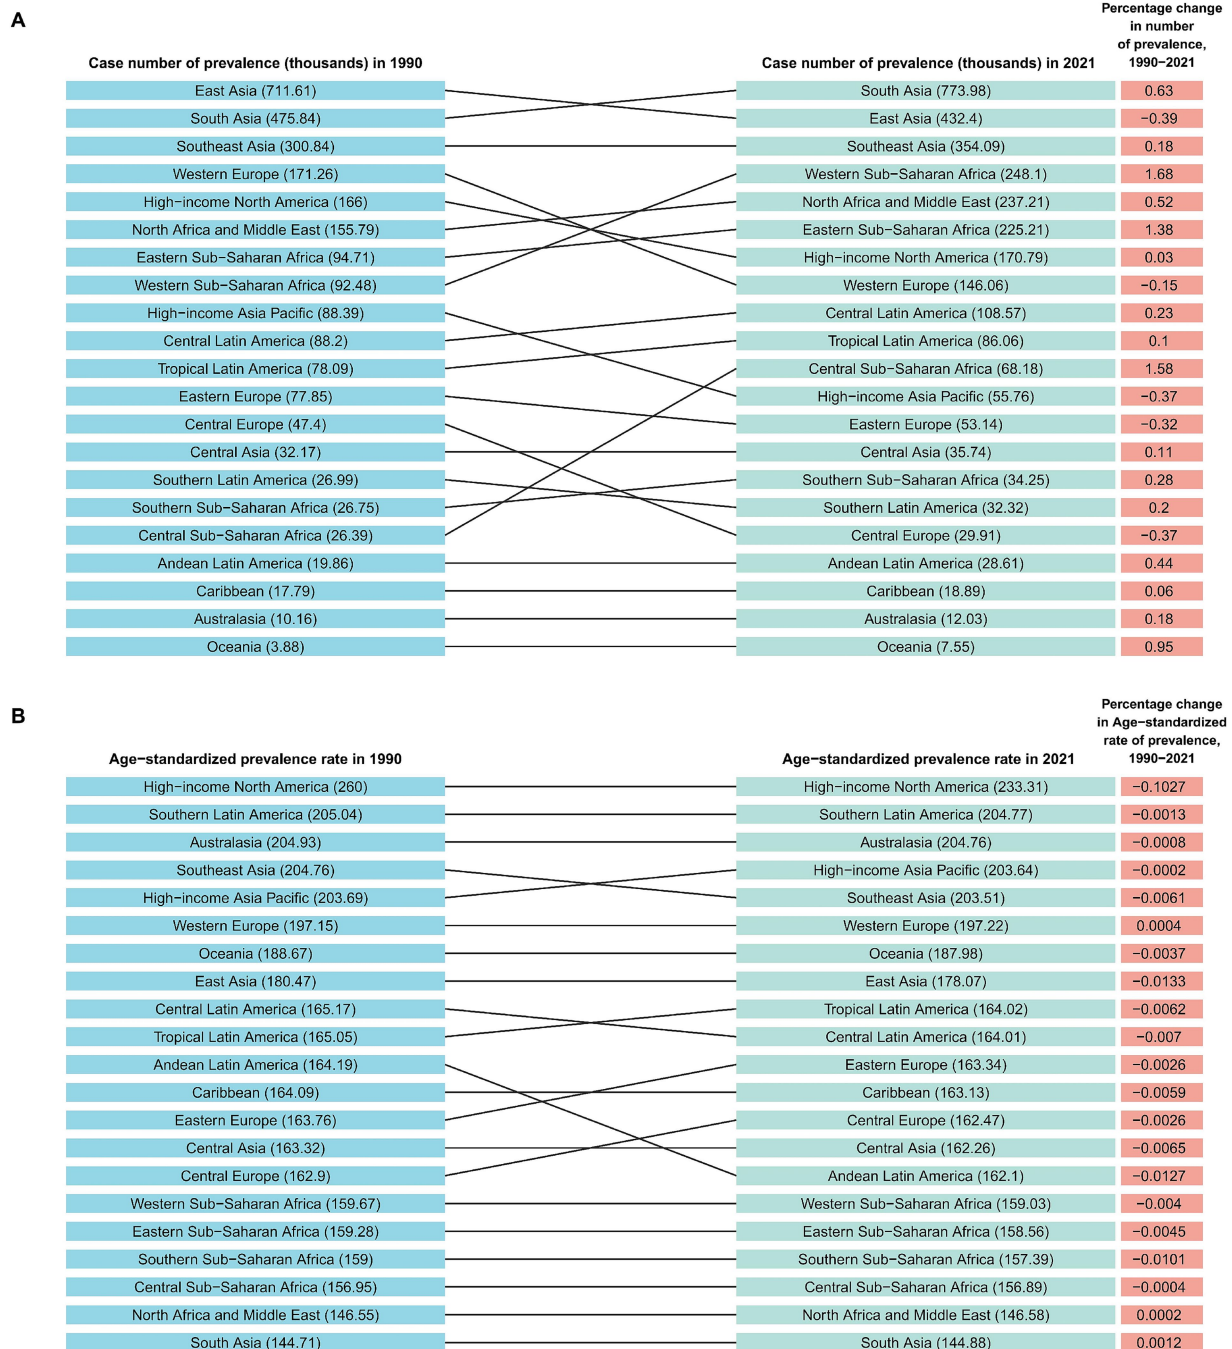 A
Percentage change
in number
of prevalence,
1990−2021
Case number of prevalence (thousands) in 1990
Case number of prevalence (thousands) in 2021
East Asia (711.61)
South Asia (773.98)
0.63
South Asia (475.84)
East Asia (432.4)
−0.39
Southeast Asia (300.84)
Southeast Asia (354.09)
0.18
Western Europe (171.26)
Western Sub−Saharan Africa (248.1)
1.68
High−income North America (166)
North Africa and Middle East (237.21)
0.52
North Africa and Middle East (155.79)
Eastern Sub−Saharan Africa (225.21)
1.38
Eastern Sub−Saharan Africa (94.71)
High−income North America (170.79)
0.03
Western Sub−Saharan Africa (92.48)
Western Europe (146.06)
−0.15
High−income Asia Pacific (88.39)
Central Latin America (108.57)
0.23
Central Latin America (88.2)
Tropical Latin America (86.06)
0.1
Tropical Latin America (78.09)
Central Sub−Saharan Africa (68.18)
1.58
Eastern Europe (77.85)
High−income Asia Pacific (55.76)
−0.37
Central Europe (47.4)
Eastern Europe (53.14)
−0.32
Central Asia (32.17)
Central Asia (35.74)
0.11
Southern Latin America (26.99)
Southern Sub−Saharan Africa (34.25)
0.28
Southern Sub−Saharan Africa (26.75)
Southern Latin America (32.32)
0.2
Central Sub−Saharan Africa (26.39)
Central Europe (29.91)
−0.37
Andean Latin America (19.86)
Andean Latin America (28.61)
0.44
Caribbean (17.79)
Caribbean (18.89)
0.06
Australasia (10.16)
Australasia (12.03)
0.18
Oceania (3.88)
Oceania (7.55)
0.95
B
Percentage change
in Age−standardized
rate of prevalence,
1990−2021
Age−standardized prevalence rate in 1990
Age−standardized prevalence rate in 2021
High−income North America (260)
High−income North America (233.31)
−0.1027
Southern Latin America (205.04)
Southern Latin America (204.77)
−0.0013
Australasia (204.93)
Australasia (204.76)
−0.0008
Southeast Asia (204.76)
High−income Asia Pacific (203.64)
−0.0002
High−income Asia Pacific (203.69)
Southeast Asia (203.51)
−0.0061
Western Europe (197.15)
Western Europe (197.22)
0.0004
Oceania (188.67)
Oceania (187.98)
−0.0037
East Asia (180.47)
East Asia (178.07)
−0.0133
Central Latin America (165.17)
Tropical Latin America (164.02)
−0.0062
Tropical Latin America (165.05)
Central Latin America (164.01)
−0.007
Andean Latin America (164.19)
Eastern Europe (163.34)
−0.0026
Caribbean (164.09)
Caribbean (163.13)
−0.0059
Eastern Europe (163.76)
Central Europe (162.47)
−0.0026
Central Asia (163.32)
Central Asia (162.26)
−0.0065
Central Europe (162.9)
Andean Latin America (162.1)
−0.0127
Western Sub−Saharan Africa (159.67)
Western Sub−Saharan Africa (159.03)
−0.004
Eastern Sub−Saharan Africa (159.28)
Eastern Sub−Saharan Africa (158.56)
−0.0045
Southern Sub−Saharan Africa (159)
Southern Sub−Saharan Africa (157.39)
−0.0101
Central Sub−Saharan Africa (156.95)
Central Sub−Saharan Africa (156.89)
−0.0004
North Africa and Middle East (146.55)
North Africa and Middle East (146.58)
0.0002
South Asia (144.71)
South Asia (144.88)
0.0012